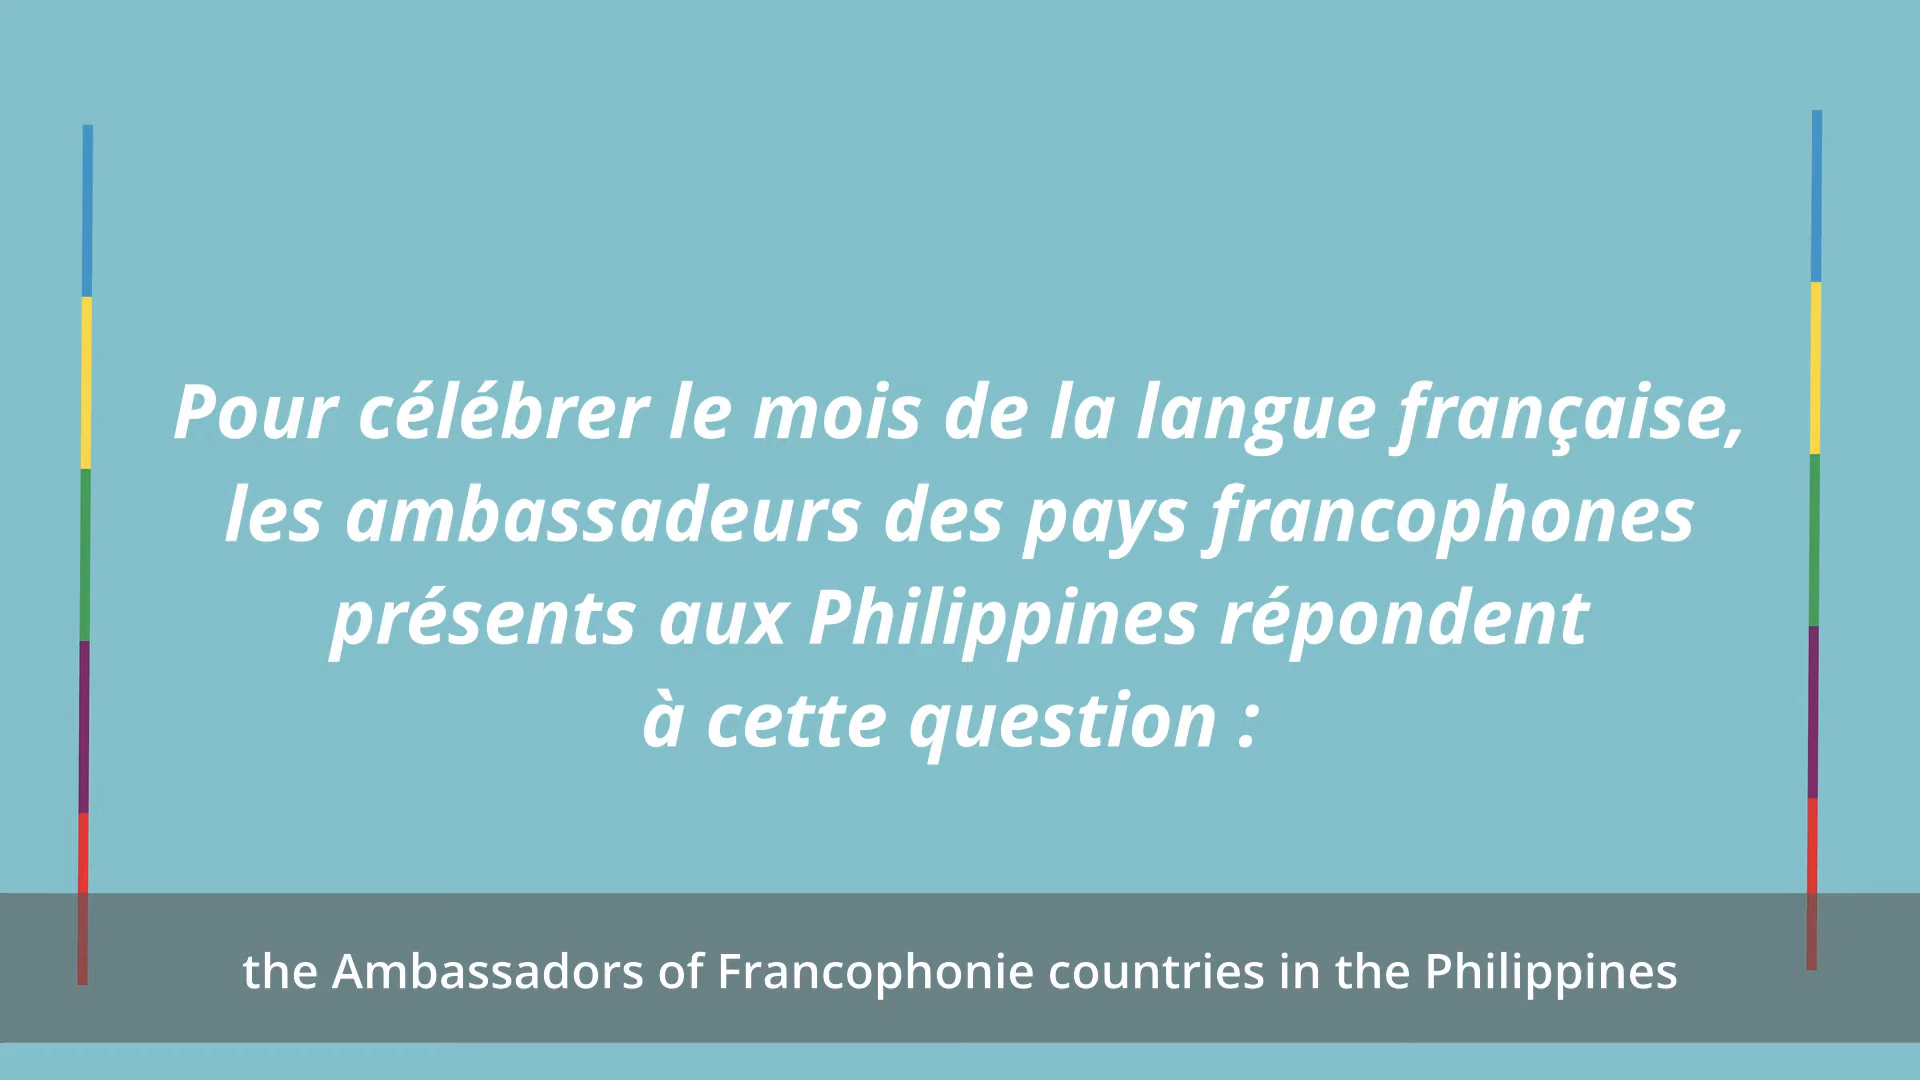 Pour célébrer le mois de la langue française,
les ambassadeurs des pays francophones
présents aux Philippines répondent
à cette question :
the Ambassadors of Francophonie countries in the Philippines